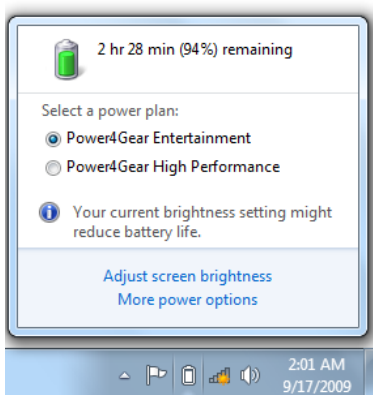 2 hr 28 min (94%) remaining
Select a power plan:
Power4Gear Entertainment
Power4Gear High Performance
Your current brightness setting might
reduce battery life.
Adjust screen brightness
More power options
2:01 AM
9/17/2009